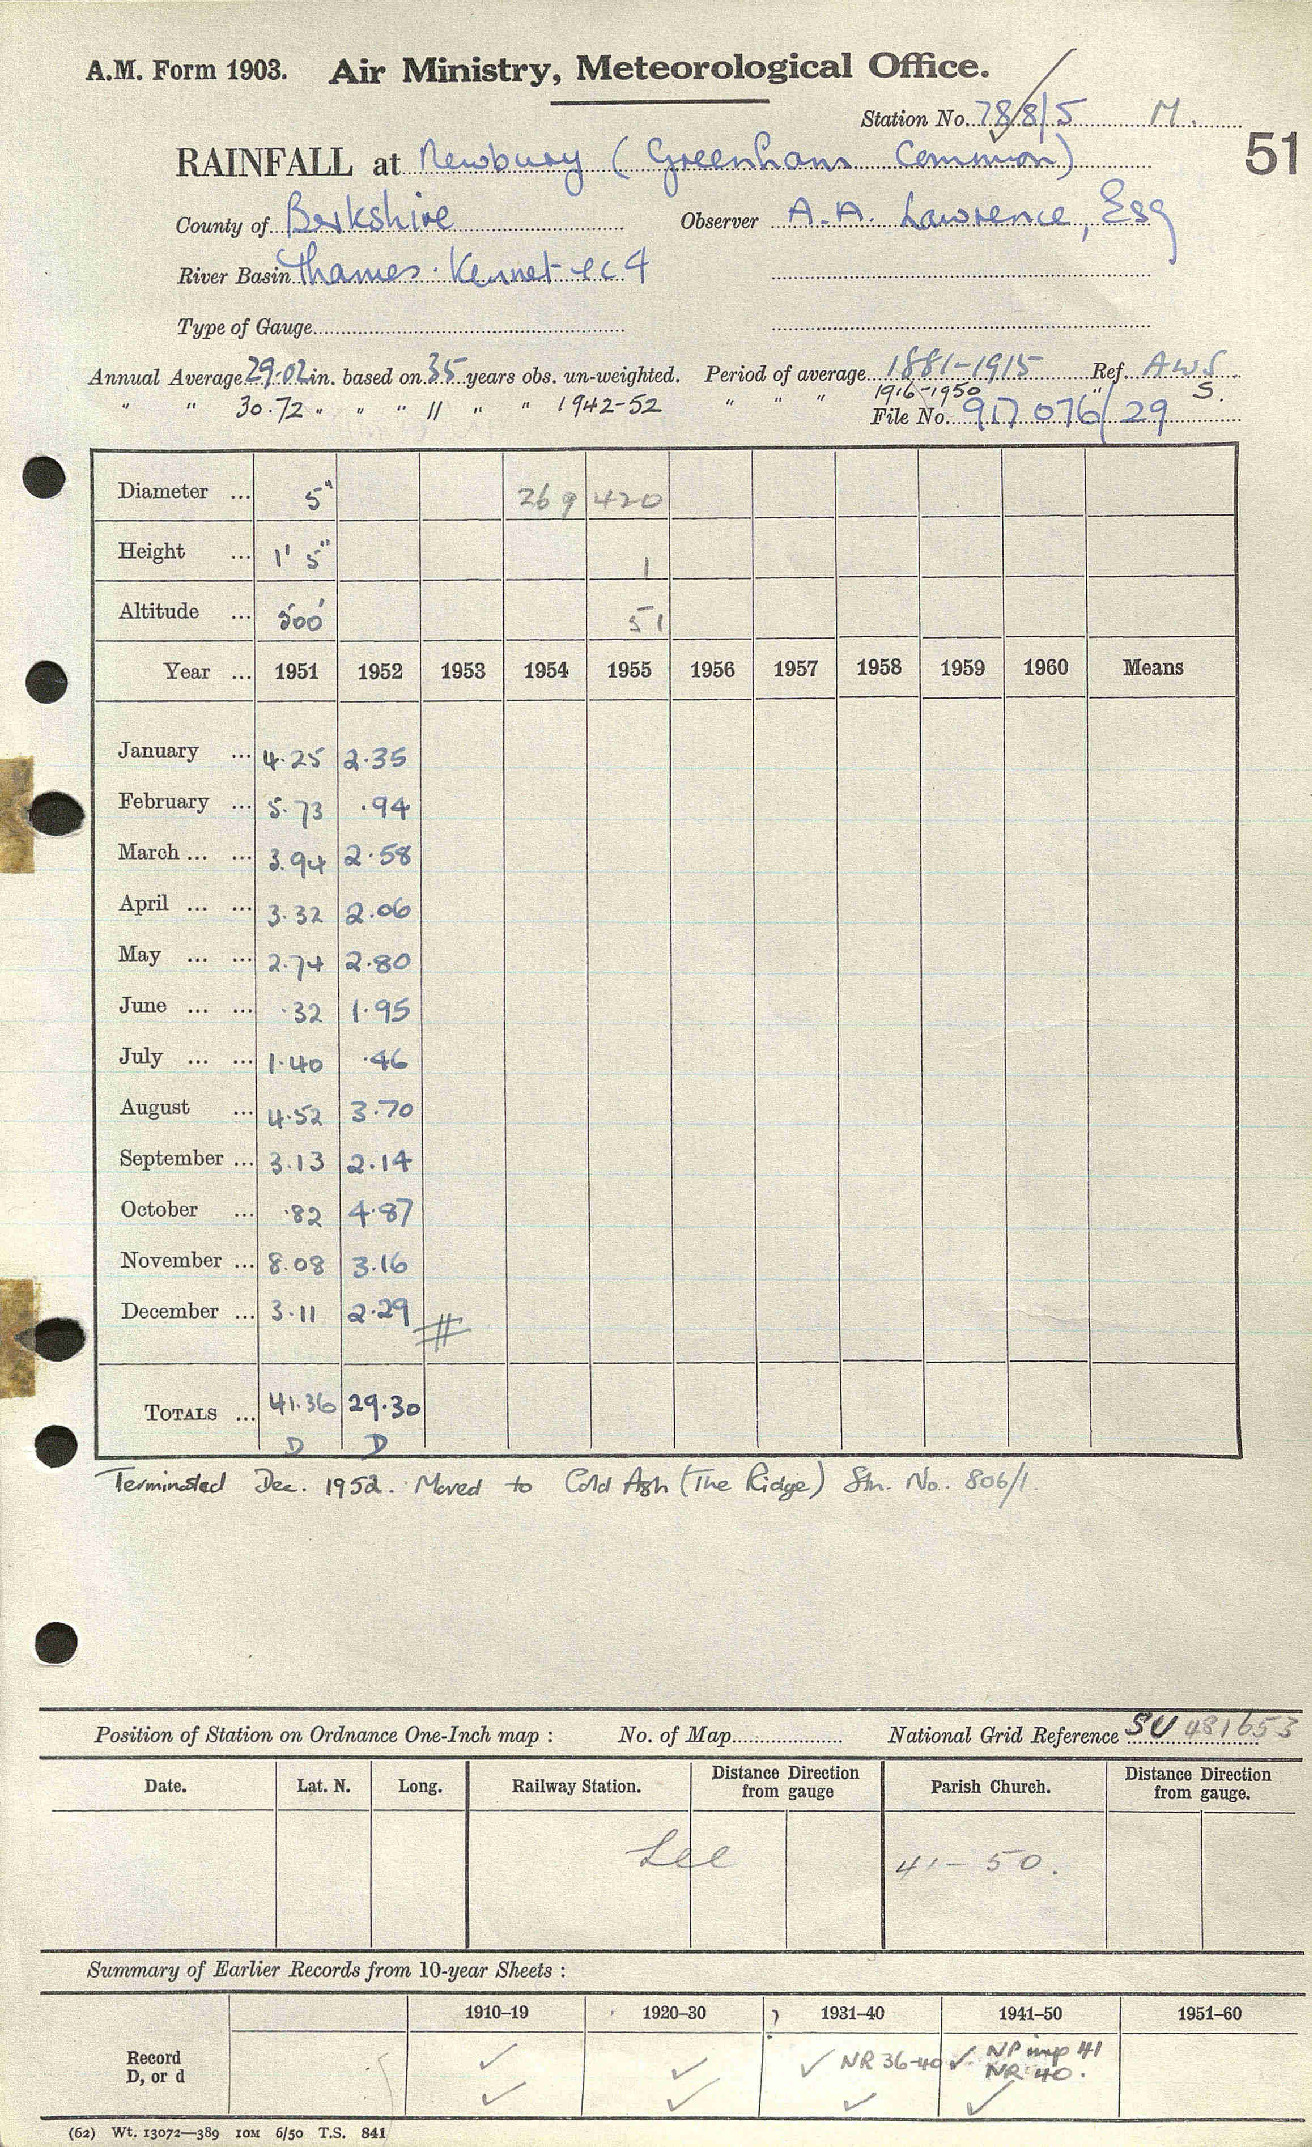 A.M. Form 1903. Air Ministry, Meteorological Office.
Station No. 788/5 M.
51
RAINFALL at Newbury (Greenham Common)
County of Berkshire Observer A.A. Lawrence, Esq
River Basin Thames. Kennet
Type of Gauge
Annual Average 29.02 in. based on 35 years obs. un-weighted. Period of average 1881-1915 Ref. AWS
" " 30.72 " " " 11 " " 1942-52 " " " 1916-1950 " S.
File No. 917076/29
Diameter ... 5" 269 420
Height ... 1' 5" 1
Altitude ... 500' 51
Year ... 1951 1952 1953 1954 1955 1956 1957 1958 1959 1960 Means
January ... 4.25 2.35
February ... 5.73 .94
March ... ... 3.94 2.58
April ... ... 3.32 2.06
May ... ... 2.74 2.80
June ... ... .32 1.95
July ... ... 1.40 .46
August ... 4.52 3.70
September ... 3.13 2.14
October ... .82 4.87
November ... 8.08 3.16
December ... 3.11 2.29
TOTALS ... 41.36 29.30
D D
Terminated Dec. 1952. Moved to Cold Ash (The Ridge) Stn. No. 806/1.
Position of Station on Ordnance One-Inch map : No. of Map National Grid Reference SU 481653
Date. Lat. N. Long. Railway Station. Distance Direction from gauge Parish Church. Distance Direction from gauge.
Lee 41-50.
Summary of Earlier Records from 10-year Sheets :
1910–19 1920–30 1931–40 1941–50 1951–60
Record ✓ ✓ ✓ NR 36-40 ✓ NP imp 41
D, or d NR 40.
✓ ✓ ✓ ✓
(62) Wt. 13072—389 10M 6/50 T.S. 841